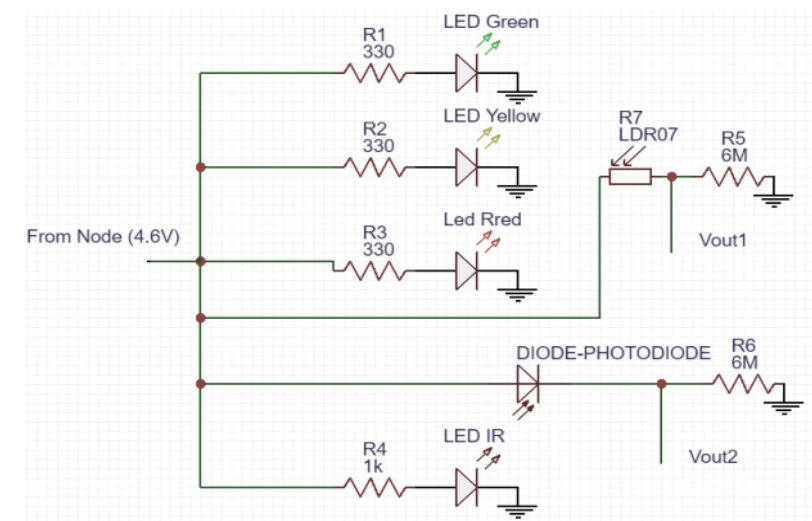 LED Green
R1
330
LED Yellow
R2
330
R7
LDR07
R5
6M
Led Rred
R3
330
From Node (4.6V)
Vout1
DIODE-PHOTODIODE
R6
6M
LED IR
R4
1k
Vout2